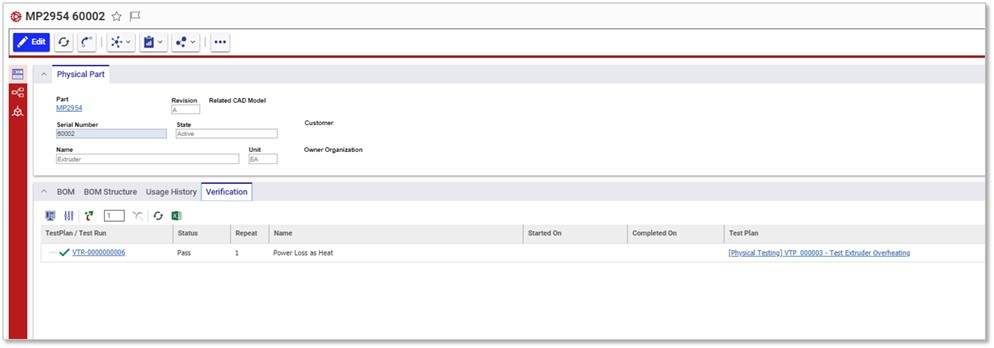 MP2954 60002
Edit
Physical Part
Part Revision Related CAD Model
MP2954 A
Serial Number State Customer
60002 Active
Name Unit Owner Organization
Extruder EA
BOM BOM Structure Usage History Verification
1
TestPlan / Test Run Status Repeat Name Started On Completed On Test Plan
VTR-0000000006 Pass 1 Power Loss as Heat [Physical Testing] VTP_000003 - Test Extruder Overheating